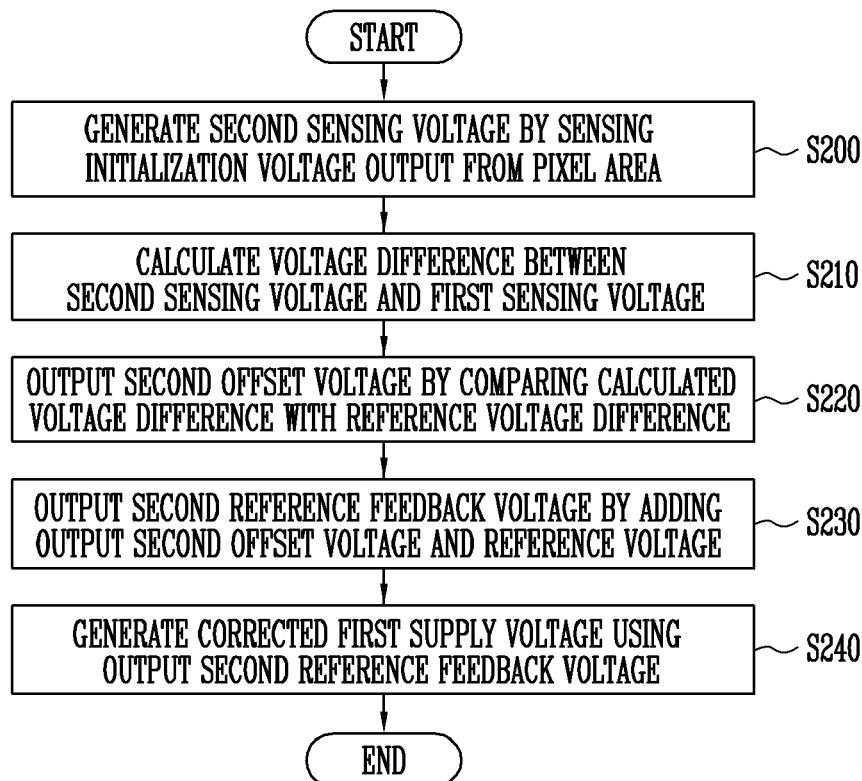 START
GENERATE SECOND SENSING VOLTAGE BY SENSING
INITIALIZATION VOLTAGE OUTPUT FROM PIXEL AREA
S200
CALCULATE VOLTAGE DIFFERENCE BETWEEN
SECOND SENSING VOLTAGE AND FIRST SENSING VOLTAGE
S210
OUTPUT SECOND OFFSET VOLTAGE BY COMPARING CALCULATED
VOLTAGE DIFFERENCE WITH REFERENCE VOLTAGE DIFFERENCE
S220
OUTPUT SECOND REFERENCE FEEDBACK VOLTAGE BY ADDING
OUTPUT SECOND OFFSET VOLTAGE AND REFERENCE VOLTAGE
S230
GENERATE CORRECTED FIRST SUPPLY VOLTAGE USING
OUTPUT SECOND REFERENCE FEEDBACK VOLTAGE
S240
END